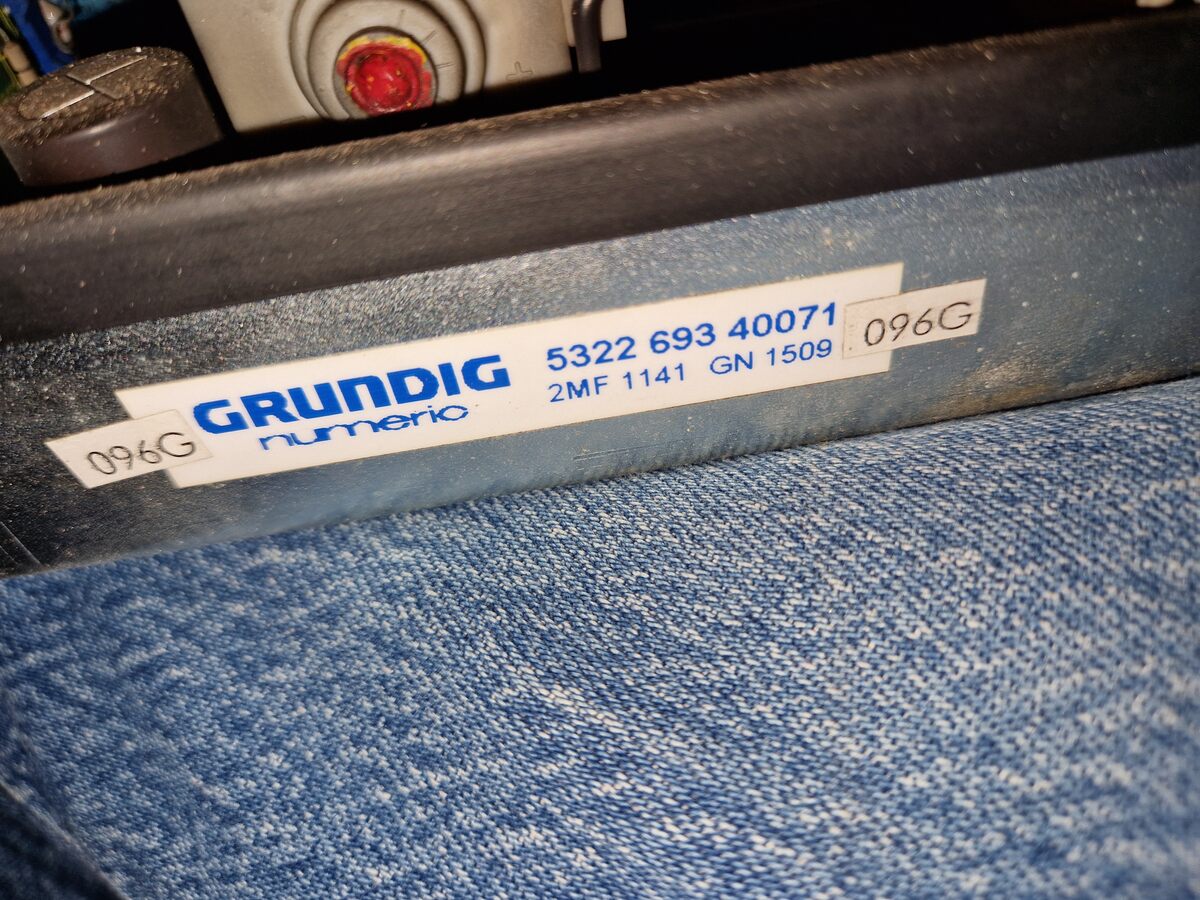 GRUNDIG
numeric
5322 693 40071
2MF 1141 GN 1509
096G
096G